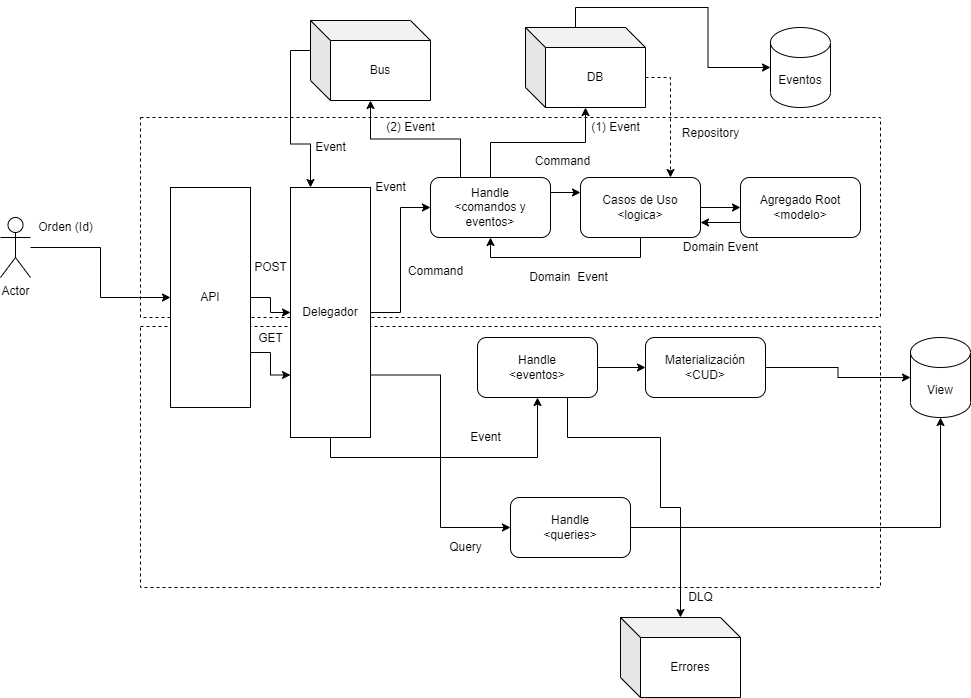 Bus
DB
Eventos
(2) Event
(1) Event
Repository
Event
Command
Event
Handle
<comandos y
eventos>
Casos de Uso
<logica>
Agregado Root
<modelo>
Orden (Id)
Domain Event
POST
Command
Domain  Event
Actor
API
Delegador
GET
Handle
<eventos>
Materialización
<CUD>
View
Event
Handle
<queries>
Query
DLQ
Errores